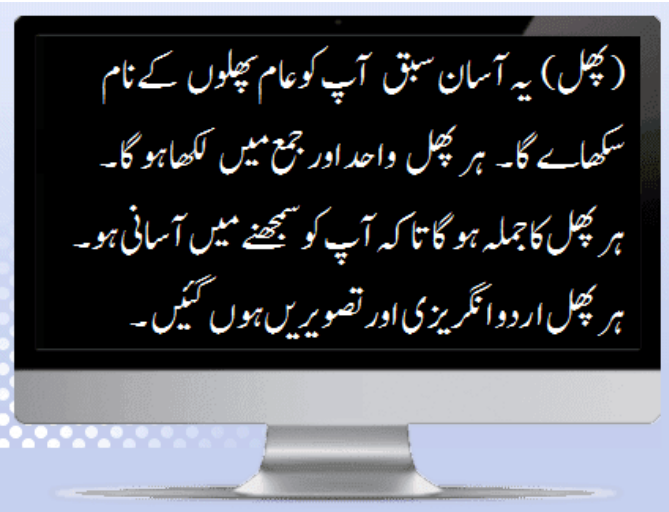 (پھل) یہ آسان سبق آپ کو عام پھلوں کے نام
سکھاے گا۔ ہر پھل واحد اور جمع میں لکھا ہو گا۔
ہر پھل کا جملہ ہو گا تا کہ آپ کو سمجھنے میں آسانی ہو۔
ہر پھل اردو انگریزی اور تصویریں ہوں گئیں۔